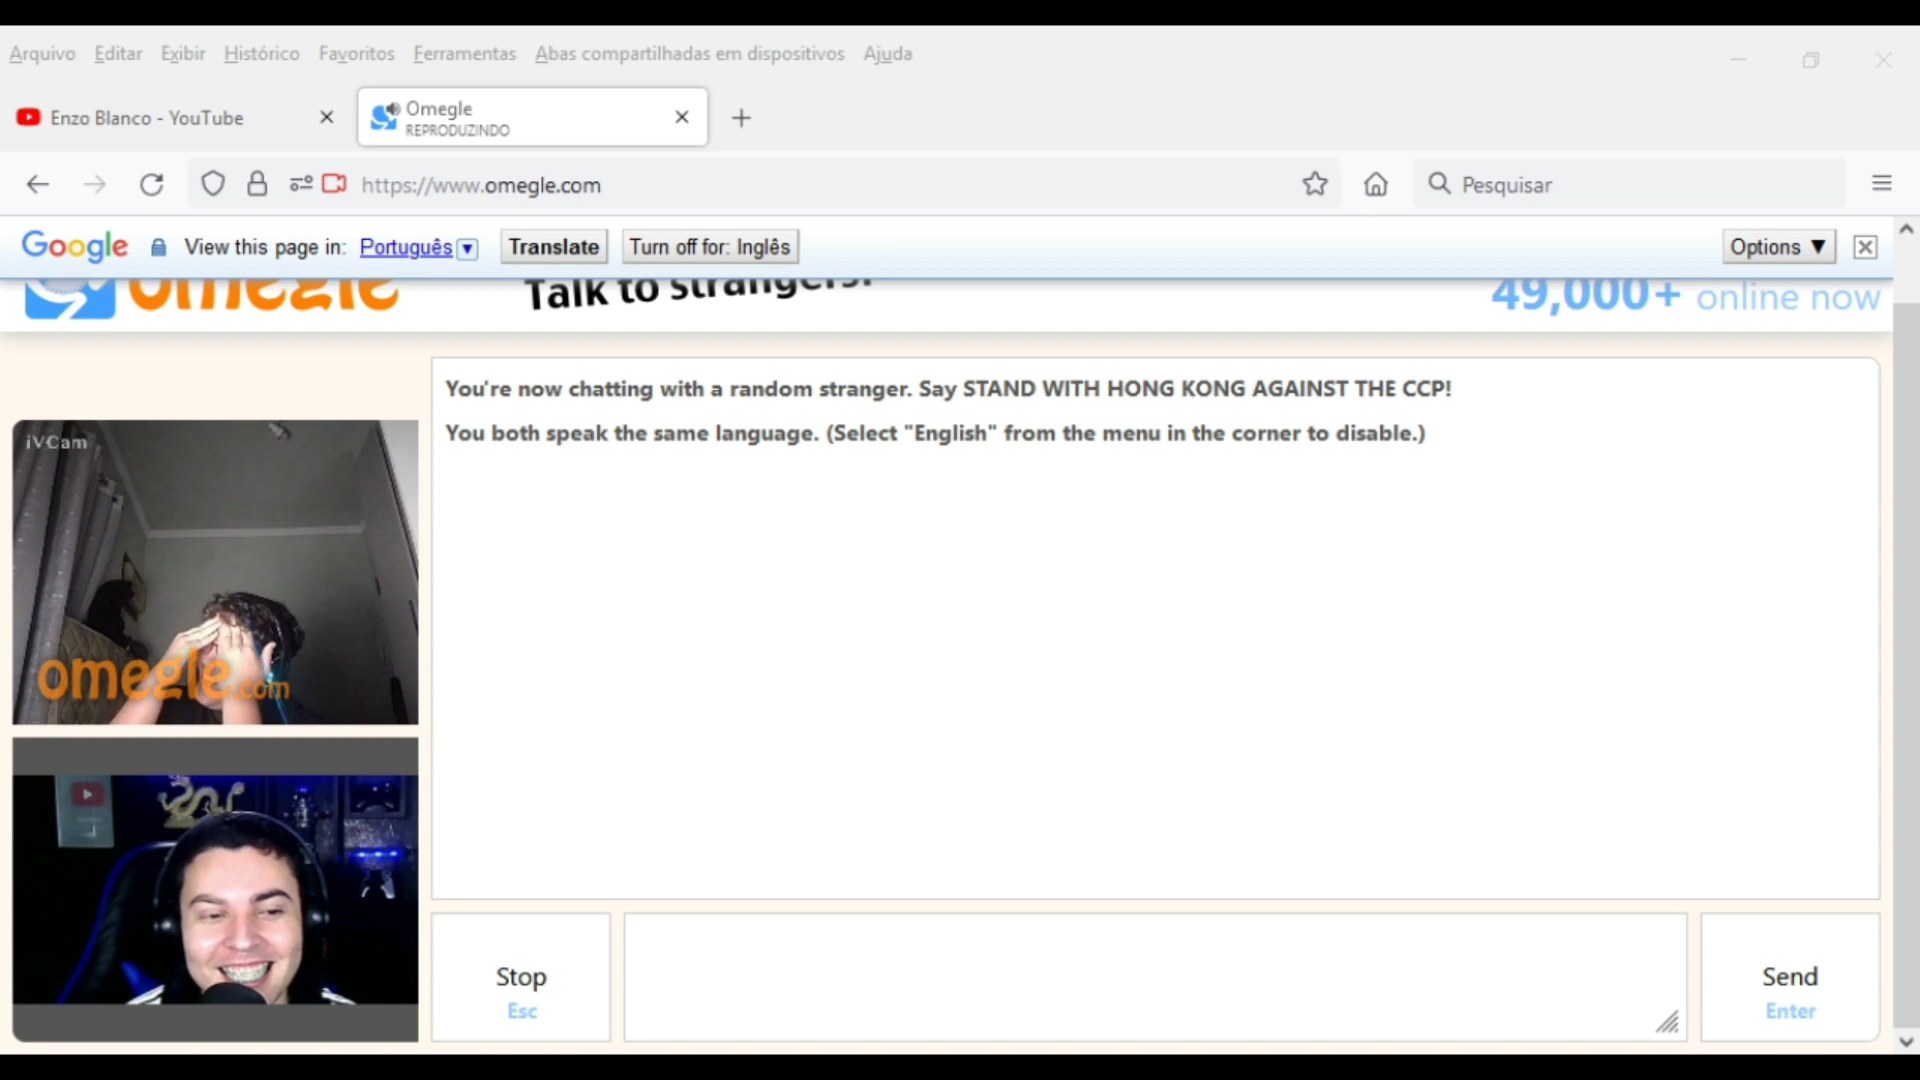 Arquivo Editar Exibir Histórico Favoritos Ferramentas Abas compartilhadas em dispositivos Ajuda
Enzo Blanco - YouTube
Omegle
REPRODUZINDO
https://www.omegle.com
Pesquisar
Google View this page in: Português Translate Turn off for: Inglês Options
omegle Talk to strangers! 49,000+ online now
You're now chatting with a random stranger. Say STAND WITH HONG KONG AGAINST THE CCP!
You both speak the same language. (Select "English" from the menu in the corner to disable.)
iVCam
omegle.com
Stop
Esc
Send
Enter